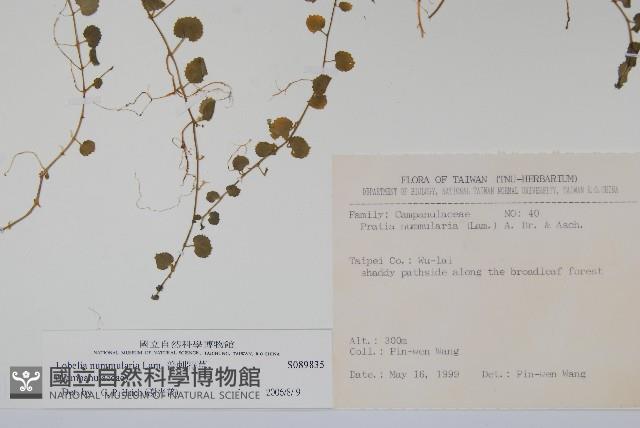 FLORA OF TAIWAN (TNU-HERBARIUM)
DEPARTMENT OF BIOLOGY, NATIONAL TAIWAN NORMAL UNIVERSITY, TAIWAN R.O.CHINA
Family: Campanulaceae NO: 40
Pratia nummularia (Lam.) A. Br. & Asch.
Taipei Co.: Wu-lai
shaddy pathside along the broadleaf forest
Alt.: 300m
Coll.: Pin-wen Wang
Date.: May 16, 1999 Det.: Pin-wen Wang
國立自然科學博物館
NATIONAL MUSEUM OF NATURAL SCIENCE, TAICHUNG, TAIWAN, R.O.CHINA
Lobelia nummularia Lam. S089835
國立自然科學博物館
National Museum of Natural Science